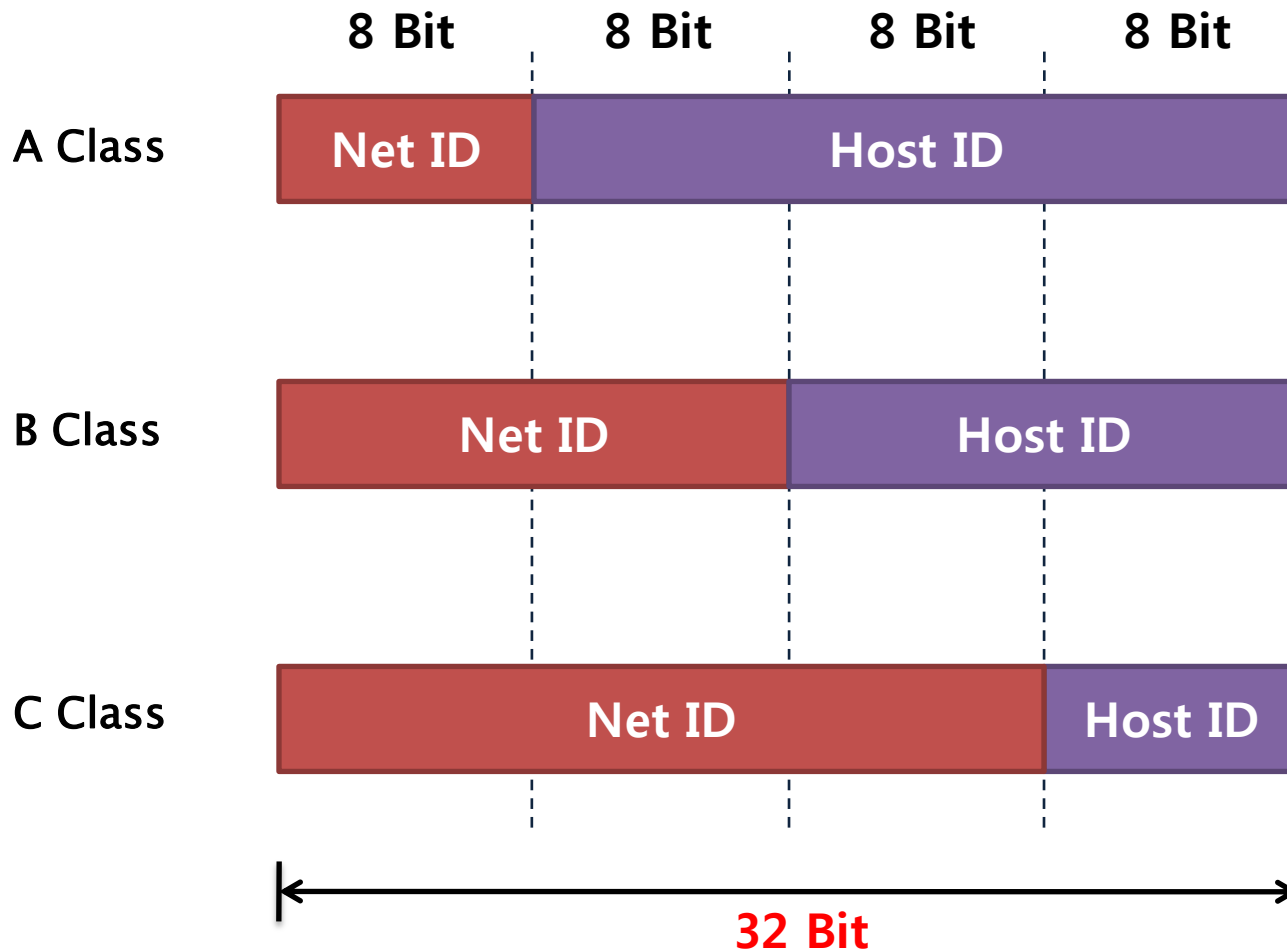 8 Bit 8 Bit 8 Bit 8 Bit
A Class Net ID Host ID
B Class Net ID Host ID
C Class Net ID Host ID
32 Bit